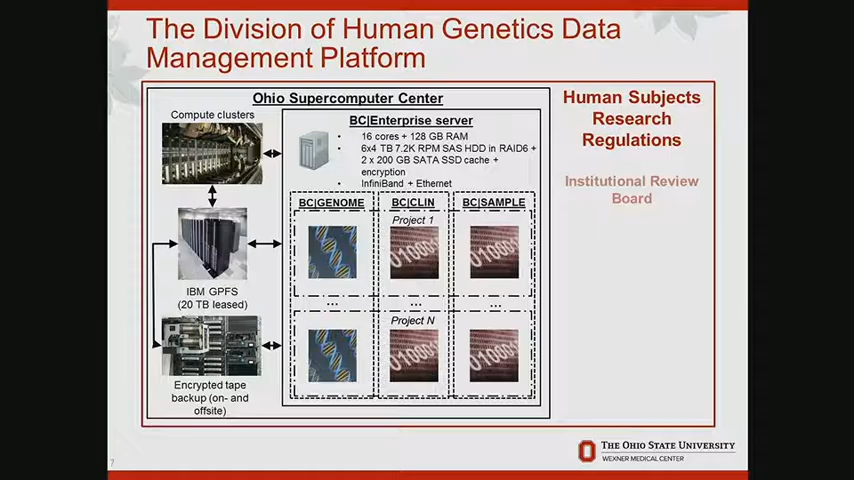 The Division of Human Genetics Data
Management Platform
Ohio Supercomputer Center
Compute clusters
IBM GPFS
(20 TB leased)
Encrypted tape
backup (on- and
offsite)
BC|Enterprise server
• 16 cores + 128 GB RAM
• 6x4 TB 7.2K RPM SAS HDD in RAID6 +
2 x 200 GB SATA SSD cache +
encryption
• InfiniBand + Ethernet
BC|GENOME BC|CLIN BC|SAMPLE
Project 1
... ... ...
Project N
Human Subjects
Research
Regulations
Institutional Review
Board
7
THE OHIO STATE UNIVERSITY
WEXNER MEDICAL CENTER